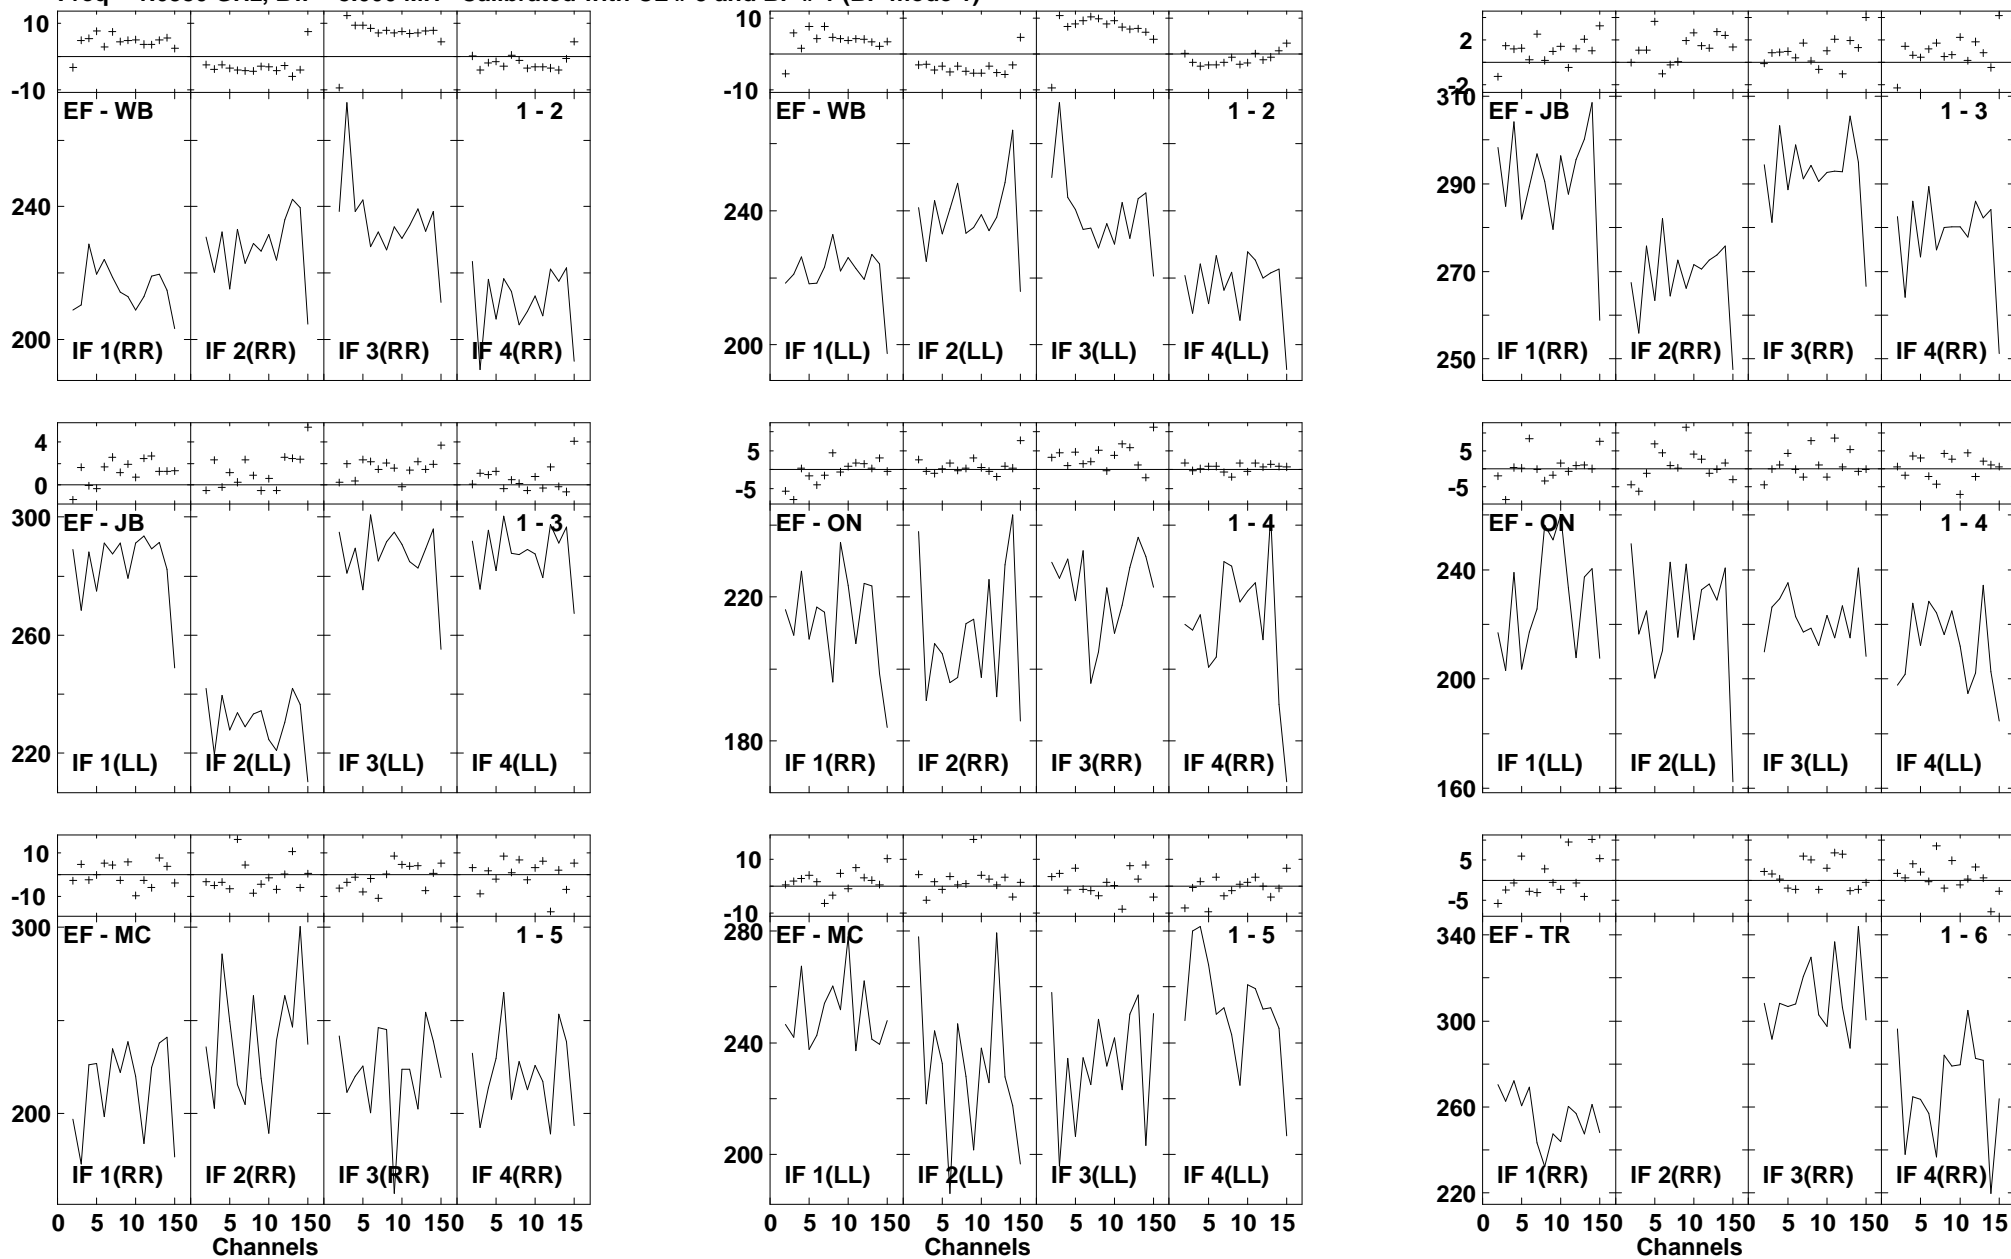 10 10 2
-10 -10 -2
EF - WB 1 - 2 EF - WB 1 - 2 310 EF - JB 1 - 3
290
240 240
270
200 200
250
IF 1(RR) IF 2(RR) IF 3(RR) IF 4(RR) IF 1(LL) IF 2(LL) IF 3(LL) IF 4(LL) IF 1(RR) IF 2(RR) IF 3(RR) IF 4(RR)
4 5 5
0 -5 -5
300 EF - JB 1 - 3 EF - ON 1 - 4 EF - ON 1 - 4
240
220
260
200
220 180
160
IF 1(LL) IF 2(LL) IF 3(LL) IF 4(LL) IF 1(RR) IF 2(RR) IF 3(RR) IF 4(RR) IF 1(LL) IF 2(LL) IF 3(LL) IF 4(LL)
10 10 5
-10 -10 -5
300 EF - MC 1 - 5 280 EF - MC 1 - 5 340 EF - TR 1 - 6
300
240
260
200 200
220
IF 1(RR) IF 2(RR) IF 3(RR) IF 4(RR) IF 1(LL) IF 2(LL) IF 3(LL) IF 4(LL) IF 1(RR) IF 3(RR) IF 4(RR)
0 5 10 150 5 10 150 5 10 150 5 10 15 0 5 10 150 5 10 150 5 10 150 5 10 15 0 5 10 150 5 10 150 5 10 150 5 10 15
Channels Channels Channels